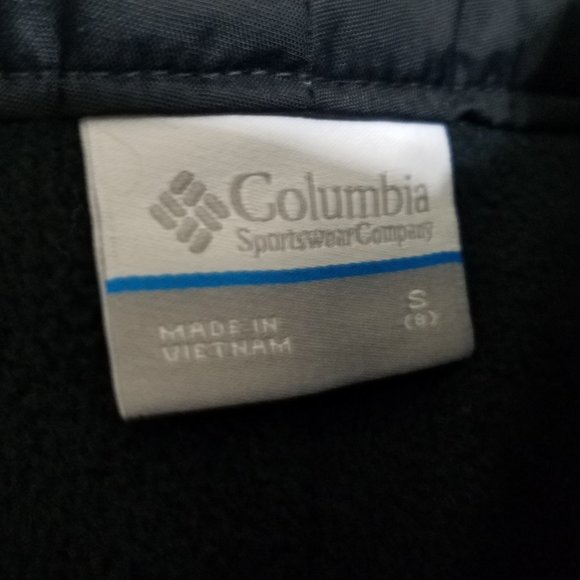 Columbia
SportswearCompany
S
(8)
MADE IN
VIETNAM